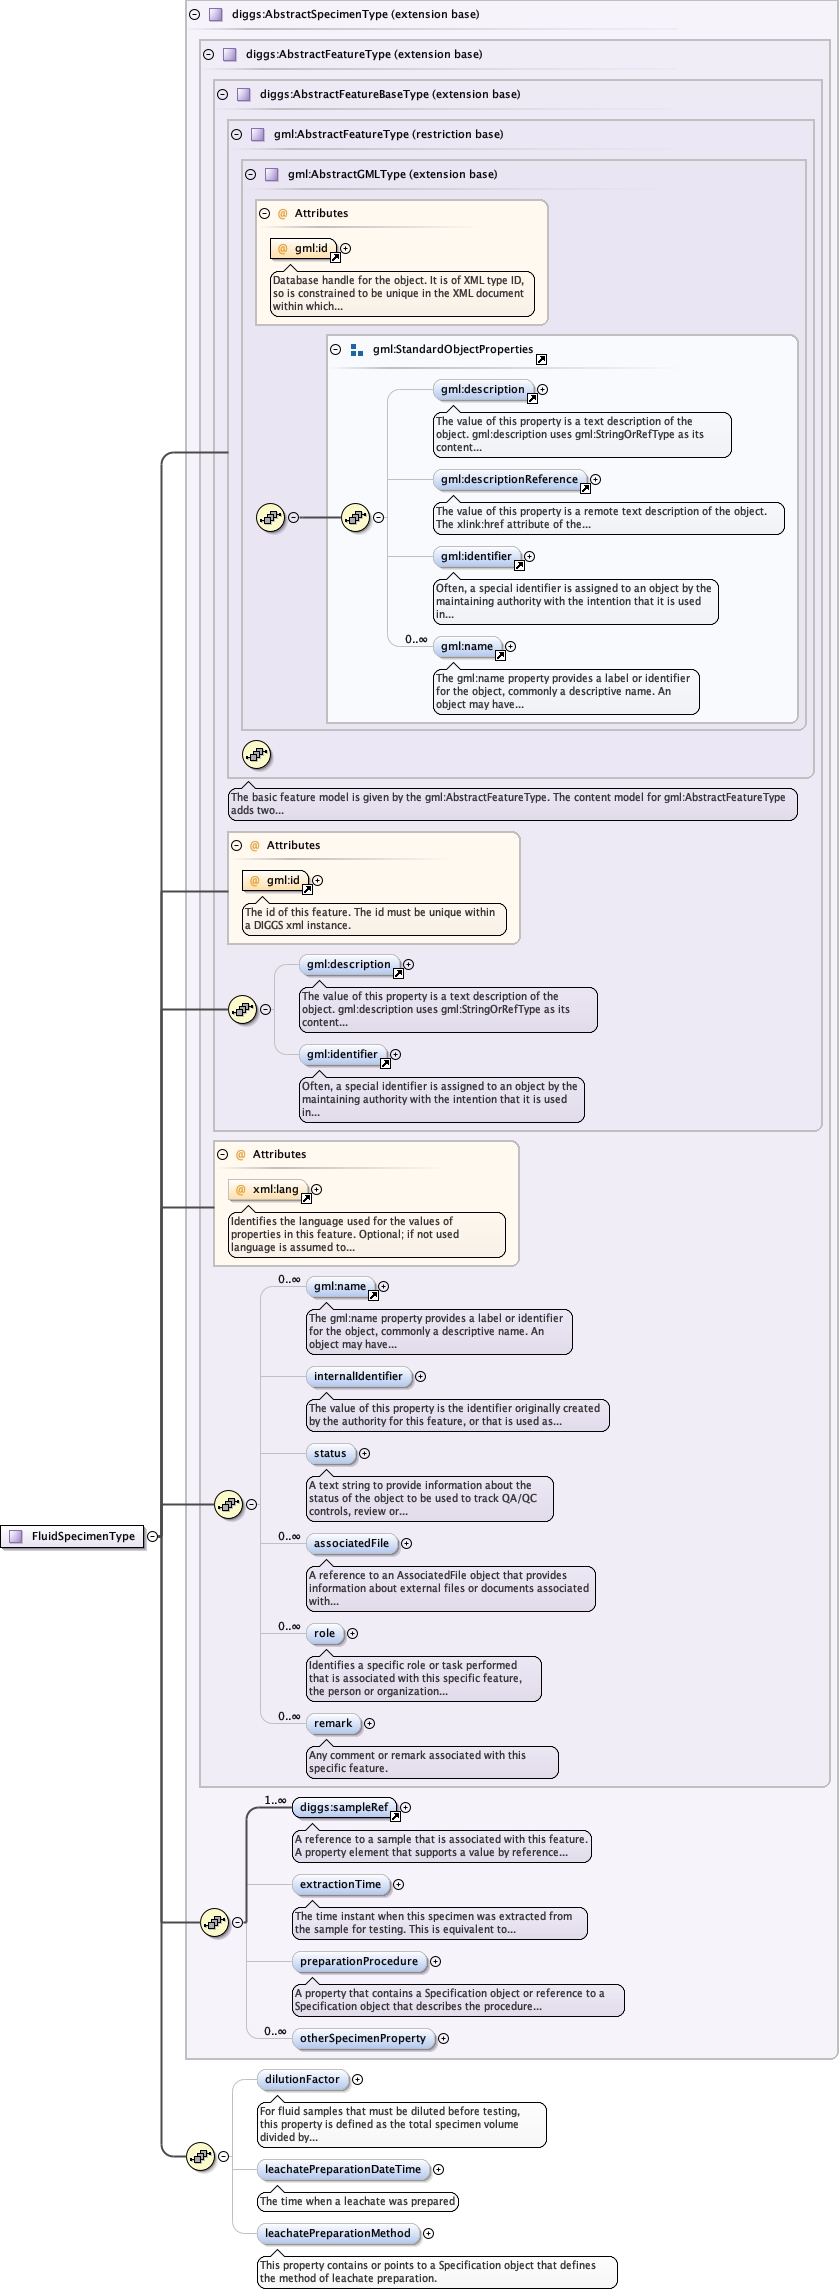 diggs:AbstractSpecimenType (extension base)
diggs:AbstractFeatureType (extension base)
diggs:AbstractFeatureBaseType (extension base)
gml:AbstractFeatureType (restriction base)
gml:AbstractGMLType (extension base)
@ Attributes
@ gml:id
Database handle for the object. It is of XML type ID,
so is constrained to be unique in the XML document
within which...
gml:StandardObjectProperties
gml:description
The value of this property is a text description of the
object. gml:description uses gml:StringOrRefType as its
content...
gml:descriptionReference
The value of this property is a remote text description of the object.
The xlink:href attribute of the...
gml:identifier
Often, a special identifier is assigned to an object by the
maintaining authority with the intention that it is used
in...
0..∞
gml:name
The gml:name property provides a label or identifier
for the object, commonly a descriptive name. An
object may have...
The basic feature model is given by the gml:AbstractFeatureType. The content model for gml:AbstractFeatureType
adds two...
@ Attributes
@ gml:id
The id of this feature. The id must be unique within
a DIGGS xml instance.
gml:description
The value of this property is a text description of the
object. gml:description uses gml:StringOrRefType as its
content...
gml:identifier
Often, a special identifier is assigned to an object by the
maintaining authority with the intention that it is used
in...
@ Attributes
@ xml:lang
Identifies the language used for the values of
properties in this feature. Optional; if not used
language is assumed to...
0..∞
gml:name
The gml:name property provides a label or identifier
for the object, commonly a descriptive name. An
object may have...
internalIdentifier
The value of this property is the identifier originally created
by the authority for this feature, or that is used as...
status
A text string to provide information about the
status of the object to be used to track QA/QC
controls, review or...
FluidSpecimenType
0..∞
associatedFile
A reference to an AssociatedFile object that provides
information about external files or documents associated
with...
0..∞
role
Identifies a specific role or task performed
that is associated with this specific feature,
the person or organization...
0..∞
remark
Any comment or remark associated with this
specific feature.
1..∞
diggs:sampleRef
A reference to a sample that is associated with this feature.
A property element that supports a value by reference...
extractionTime
The time instant when this specimen was extracted from
the sample for testing. This is equivalent to...
preparationProcedure
A property that contains a Specification object or reference to a
Specification object that describes the procedure...
0..∞
otherSpecimenProperty
dilutionFactor
For fluid samples that must be diluted before testing,
this property is defined as the total specimen volume
divided by...
leachatePreparationDateTime
The time when a leachate was prepared
leachatePreparationMethod
This property contains or points to a Specification object that defines
the method of leachate preparation.